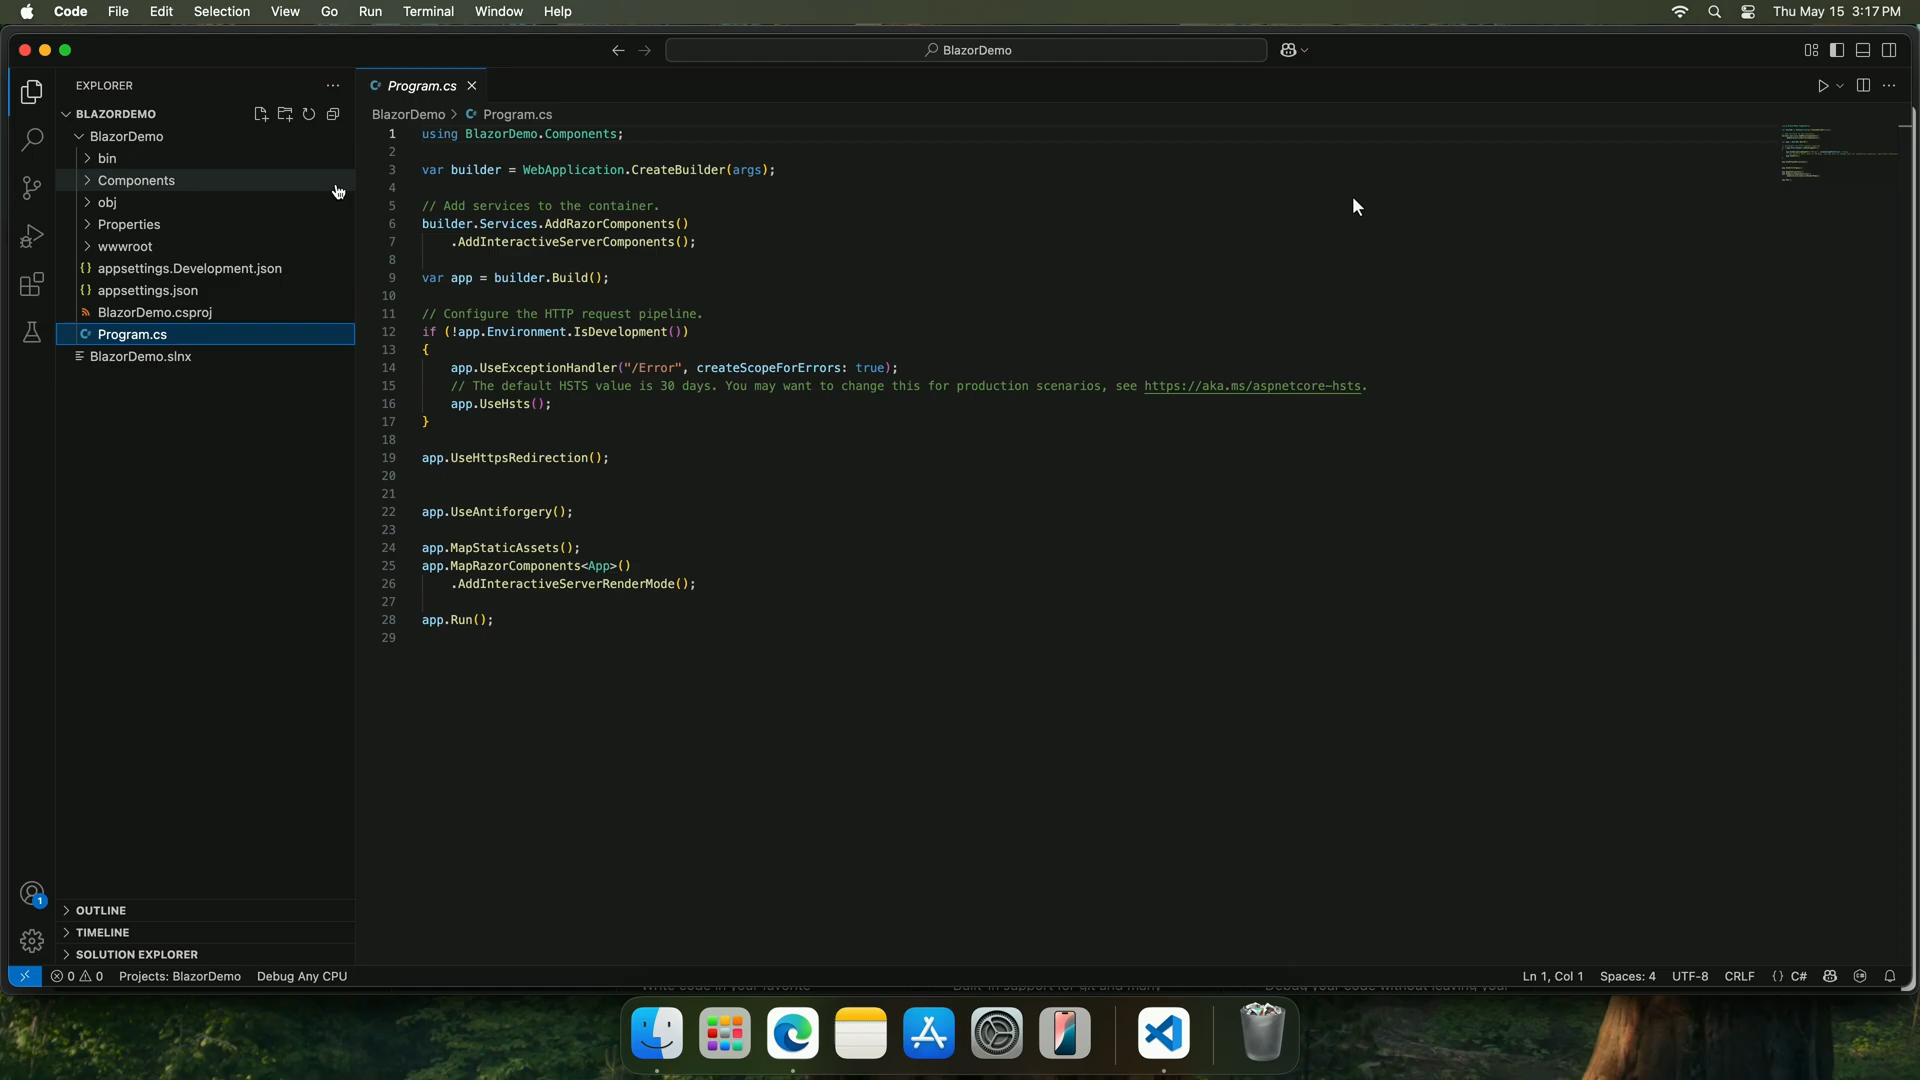 Code File Edit Selection View Go Run Terminal Window Help Thu May 15 3:17 PM
BlazorDemo
EXPLORER
BLAZORDEMO
BlazorDemo
bin
Components
obj
Properties
wwwroot
{} appsettings.Development.json
{} appsettings.json
BlazorDemo.csproj
C# Program.cs
BlazorDemo.slnx
OUTLINE
TIMELINE
SOLUTION EXPLORER
C# Program.cs
BlazorDemo > C# Program.cs
1 using BlazorDemo.Components;
2
3 var builder = WebApplication.CreateBuilder(args);
4
5 // Add services to the container.
6 builder.Services.AddRazorComponents()
7 .AddInteractiveServerComponents();
8
9 var app = builder.Build();
10
11 // Configure the HTTP request pipeline.
12 if (!app.Environment.IsDevelopment())
13 {
14 app.UseExceptionHandler("/Error", createScopeForErrors: true);
15 // The default HSTS value is 30 days. You may want to change this for production scenarios, see https://aka.ms/aspnetcore-hsts.
16 app.UseHsts();
17 }
18
19 app.UseHttpsRedirection();
20
21
22 app.UseAntiforgery();
23
24 app.MapStaticAssets();
25 app.MapRazorComponents<App>()
26 .AddInteractiveServerRenderMode();
27
28 app.Run();
29
1
0 0 Projects: BlazorDemo Debug Any CPU Ln 1, Col 1 Spaces: 4 UTF-8 CRLF {} C#